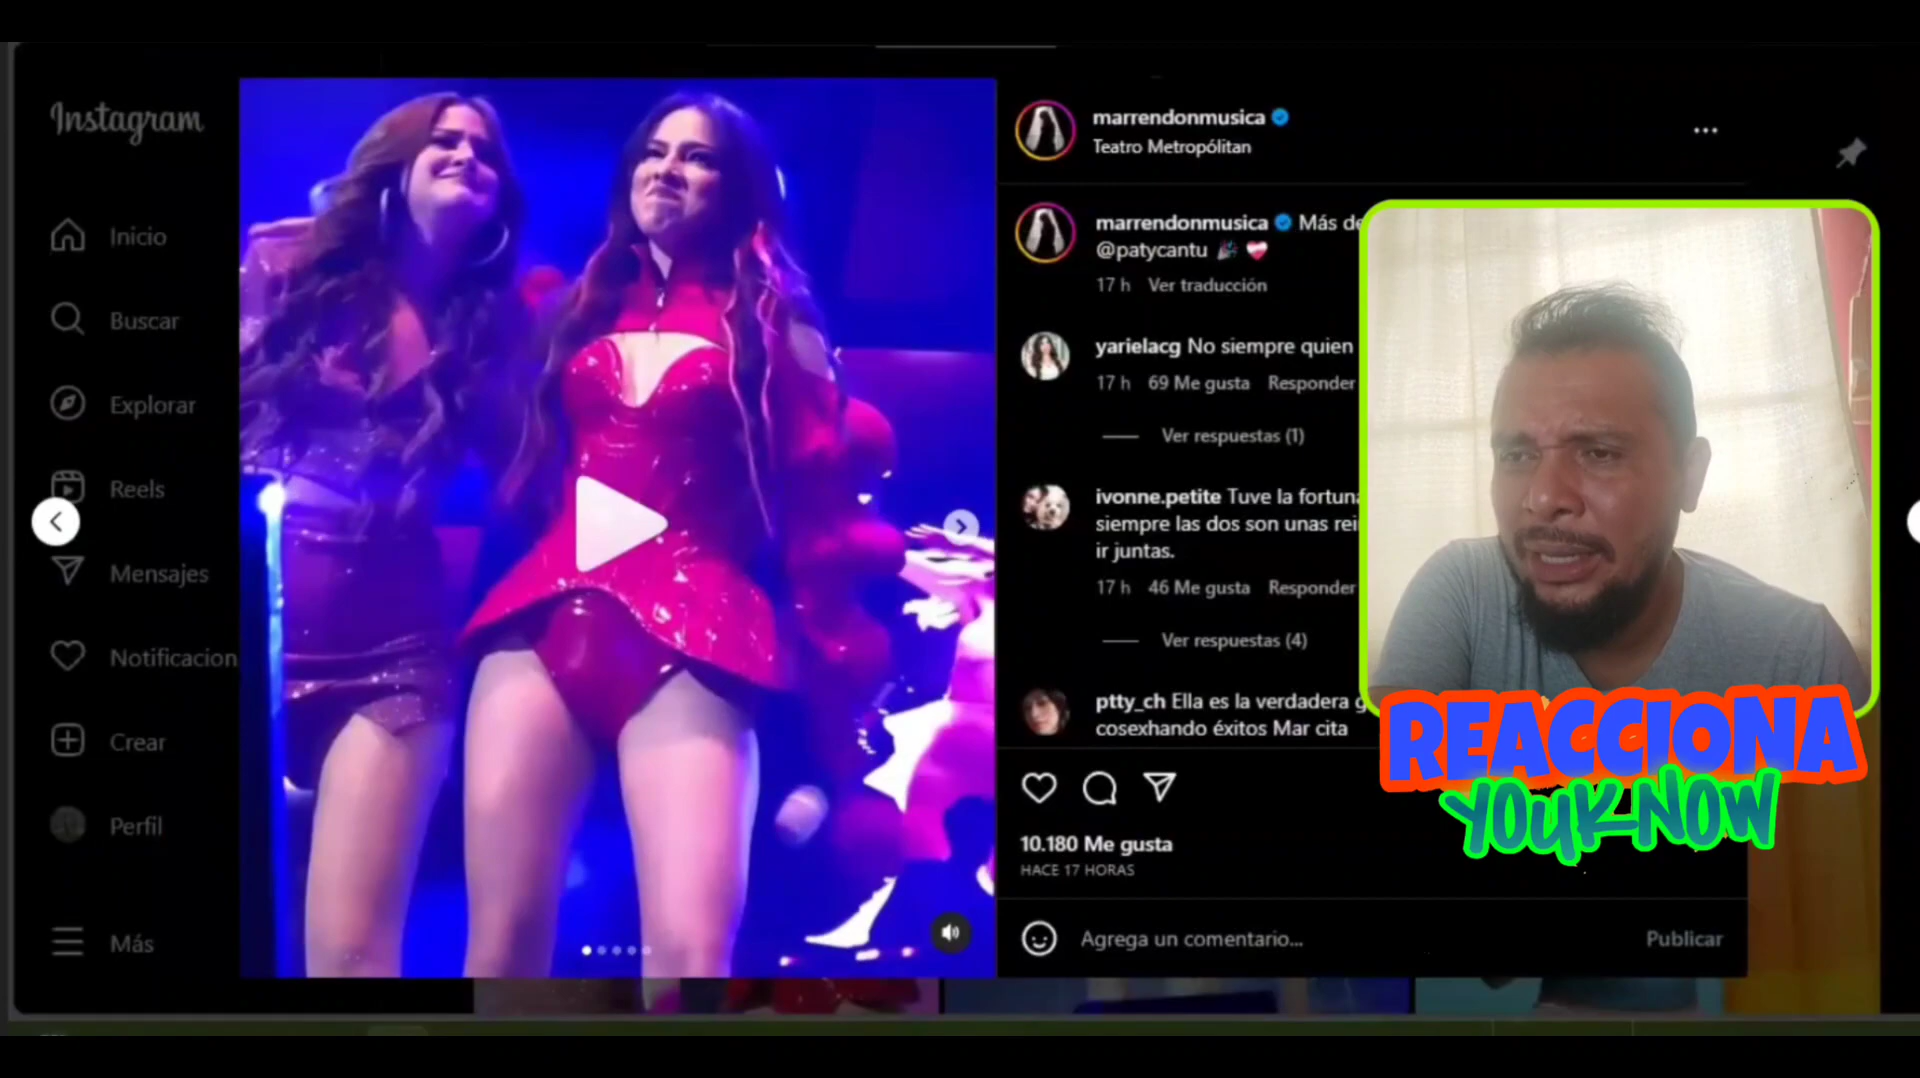 Instagram
Inicio
Buscar
Explorar
Reels
Mensajes
Notificacion
Crear
Perfil
Más
marrendonmusica
Teatro Metropólitan
marrendonmusica Más de
@patycantu
17 h Ver traducción
yarielacg No siempre quien
17 h 69 Me gusta Responder
Ver respuestas (1)
ivonne.petite Tuve la fortuna
siempre las dos son unas rei
ir juntas.
17 h 46 Me gusta Responder
Ver respuestas (4)
ptty_ch Ella es la verdadera g
cosexhando éxitos Mar cita
10.180 Me gusta
HACE 17 HORAS
Agrega un comentario...
Publicar
REACCIONA
YOUKNOW